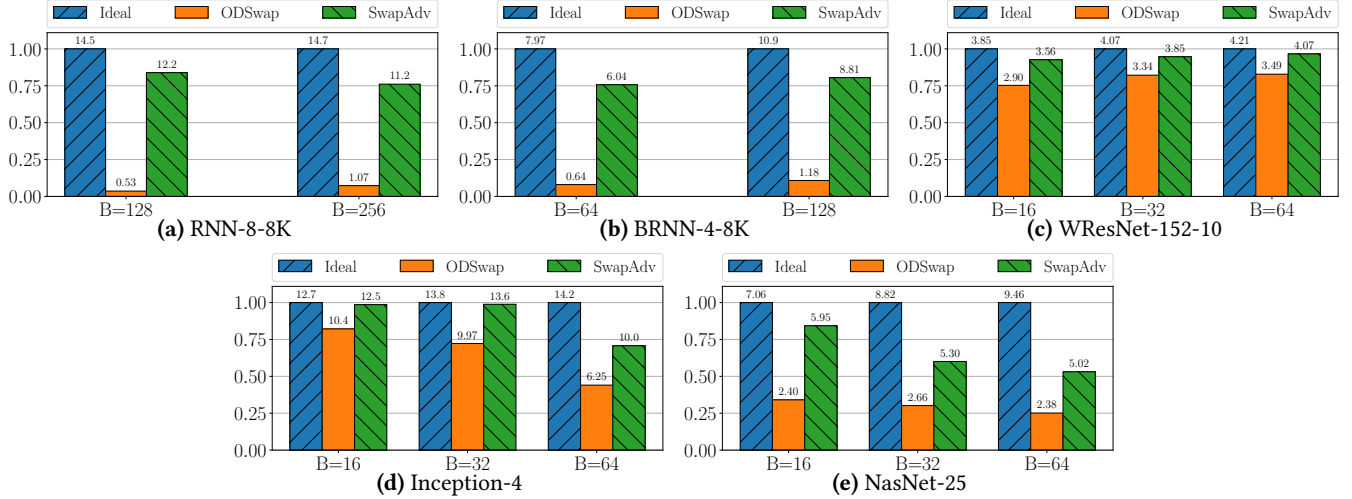 Ideal ODSwap SwapAdv
1.00
0.75
0.50
0.25
0.00
14.5 0.53 12.2 14.7 1.07 11.2
B=128 B=256
(a) RNN-8-8K
Ideal ODSwap SwapAdv
1.00
0.75
0.50
0.25
0.00
7.97 0.64 6.04 10.9 1.18 8.81
B=64 B=128
(b) BRNN-4-8K
Ideal ODSwap SwapAdv
1.00
0.75
0.50
0.25
0.00
3.85 2.90 3.56 4.07 3.34 3.85 4.21 3.49 4.07
B=16 B=32 B=64
(c) WResNet-152-10
Ideal ODSwap SwapAdv
1.00
0.75
0.50
0.25
0.00
12.7 10.4 12.5 13.8 9.97 13.6 14.2 6.25 10.0
B=16 B=32 B=64
(d) Inception-4
Ideal ODSwap SwapAdv
1.00
0.75
0.50
0.25
0.00
7.06 2.40 5.95 8.82 2.66 5.30 9.46 2.38 5.02
B=16 B=32 B=64
(e) NasNet-25